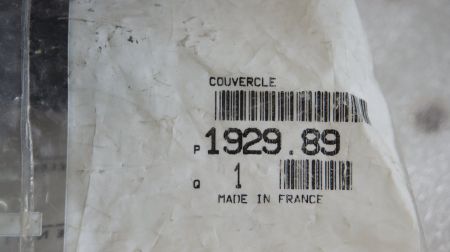 COUVERCLE
P 1929.89
Q 1
MADE IN FRANCE